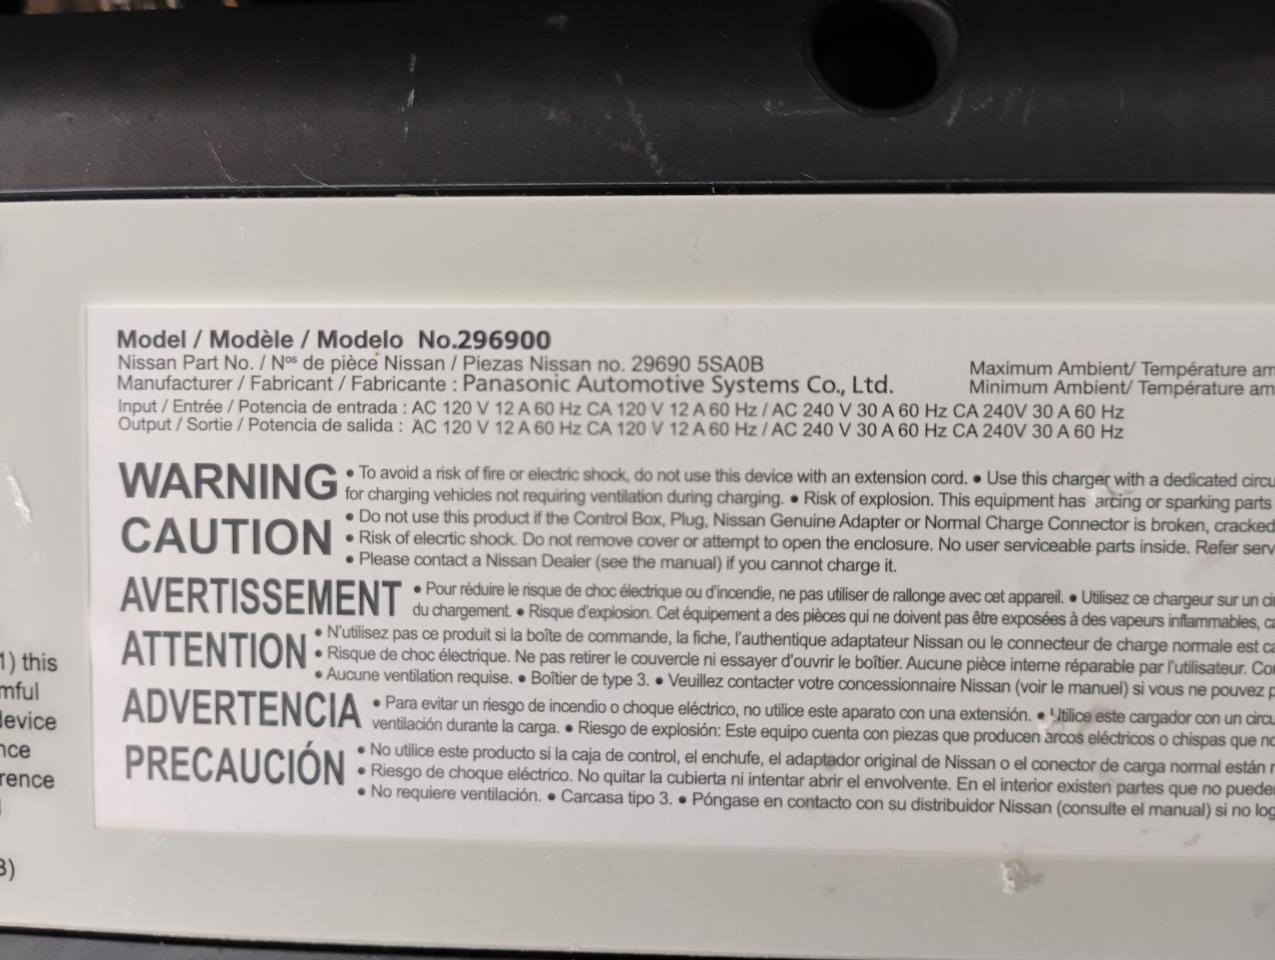 Model / Modèle / Modelo No.296900
Nissan Part No. / Nºˢ de pièce Nissan / Piezas Nissan no. 29690 5SA0B
Manufacturer / Fabricant / Fabricante : Panasonic Automotive Systems Co., Ltd.
Input / Entrée / Potencia de entrada : AC 120 V 12 A 60 Hz CA 120 V 12 A 60 Hz / AC 240 V 30 A 60 Hz CA 240V 30 A 60 Hz
Output / Sortie / Potencia de salida : AC 120 V 12 A 60 Hz CA 120 V 12 A 60 Hz / AC 240 V 30 A 60 Hz CA 240V 30 A 60 Hz
Maximum Ambient/ Température am
Minimum Ambient/ Température am
WARNING • To avoid a risk of fire or electric shock, do not use this device with an extension cord. • Use this charger with a dedicated circu
for charging vehicles not requiring ventilation during charging. • Risk of explosion. This equipment has arcing or sparking parts
CAUTION • Do not use this product if the Control Box, Plug, Nissan Genuine Adapter or Normal Charge Connector is broken, cracked
• Risk of elecrtic shock. Do not remove cover or attempt to open the enclosure. No user serviceable parts inside. Refer serv
• Please contact a Nissan Dealer (see the manual) if you cannot charge it.
AVERTISSEMENT • Pour réduire le risque de choc électrique ou d'incendie, ne pas utiliser de rallonge avec cet appareil. • Utilisez ce chargeur sur un ci
du chargement. • Risque d'explosion. Cet équipement a des pièces qui ne doivent pas être exposées à des vapeurs inflammables, ca
ATTENTION • N'utilisez pas ce produit si la boîte de commande, la fiche, l'authentique adaptateur Nissan ou le connecteur de charge normale est ca
• Risque de choc électrique. Ne pas retirer le couvercle ni essayer d'ouvrir le boîtier. Aucune pièce interne réparable par l'utilisateur. Co
• Aucune ventilation requise. • Boîtier de type 3. • Veuillez contacter votre concessionnaire Nissan (voir le manuel) si vous ne pouvez p
ADVERTENCIA • Para evitar un riesgo de incendio o choque eléctrico, no utilice este aparato con una extensión. • Utilice este cargador con un circu
ventilación durante la carga. • Riesgo de explosión: Este equipo cuenta con piezas que producen arcos eléctricos o chispas que no
PRECAUCIÓN • No utilice este producto si la caja de control, el enchufe, el adaptador original de Nissan o el conector de carga normal están r
• Riesgo de choque eléctrico. No quitar la cubierta ni intentar abrir el envolvente. En el interior existen partes que no pueder
• No requiere ventilación. • Carcasa tipo 3. • Póngase en contacto con su distribuidor Nissan (consulte el manual) si no log
1) this
mful
device
nce
rence
3)